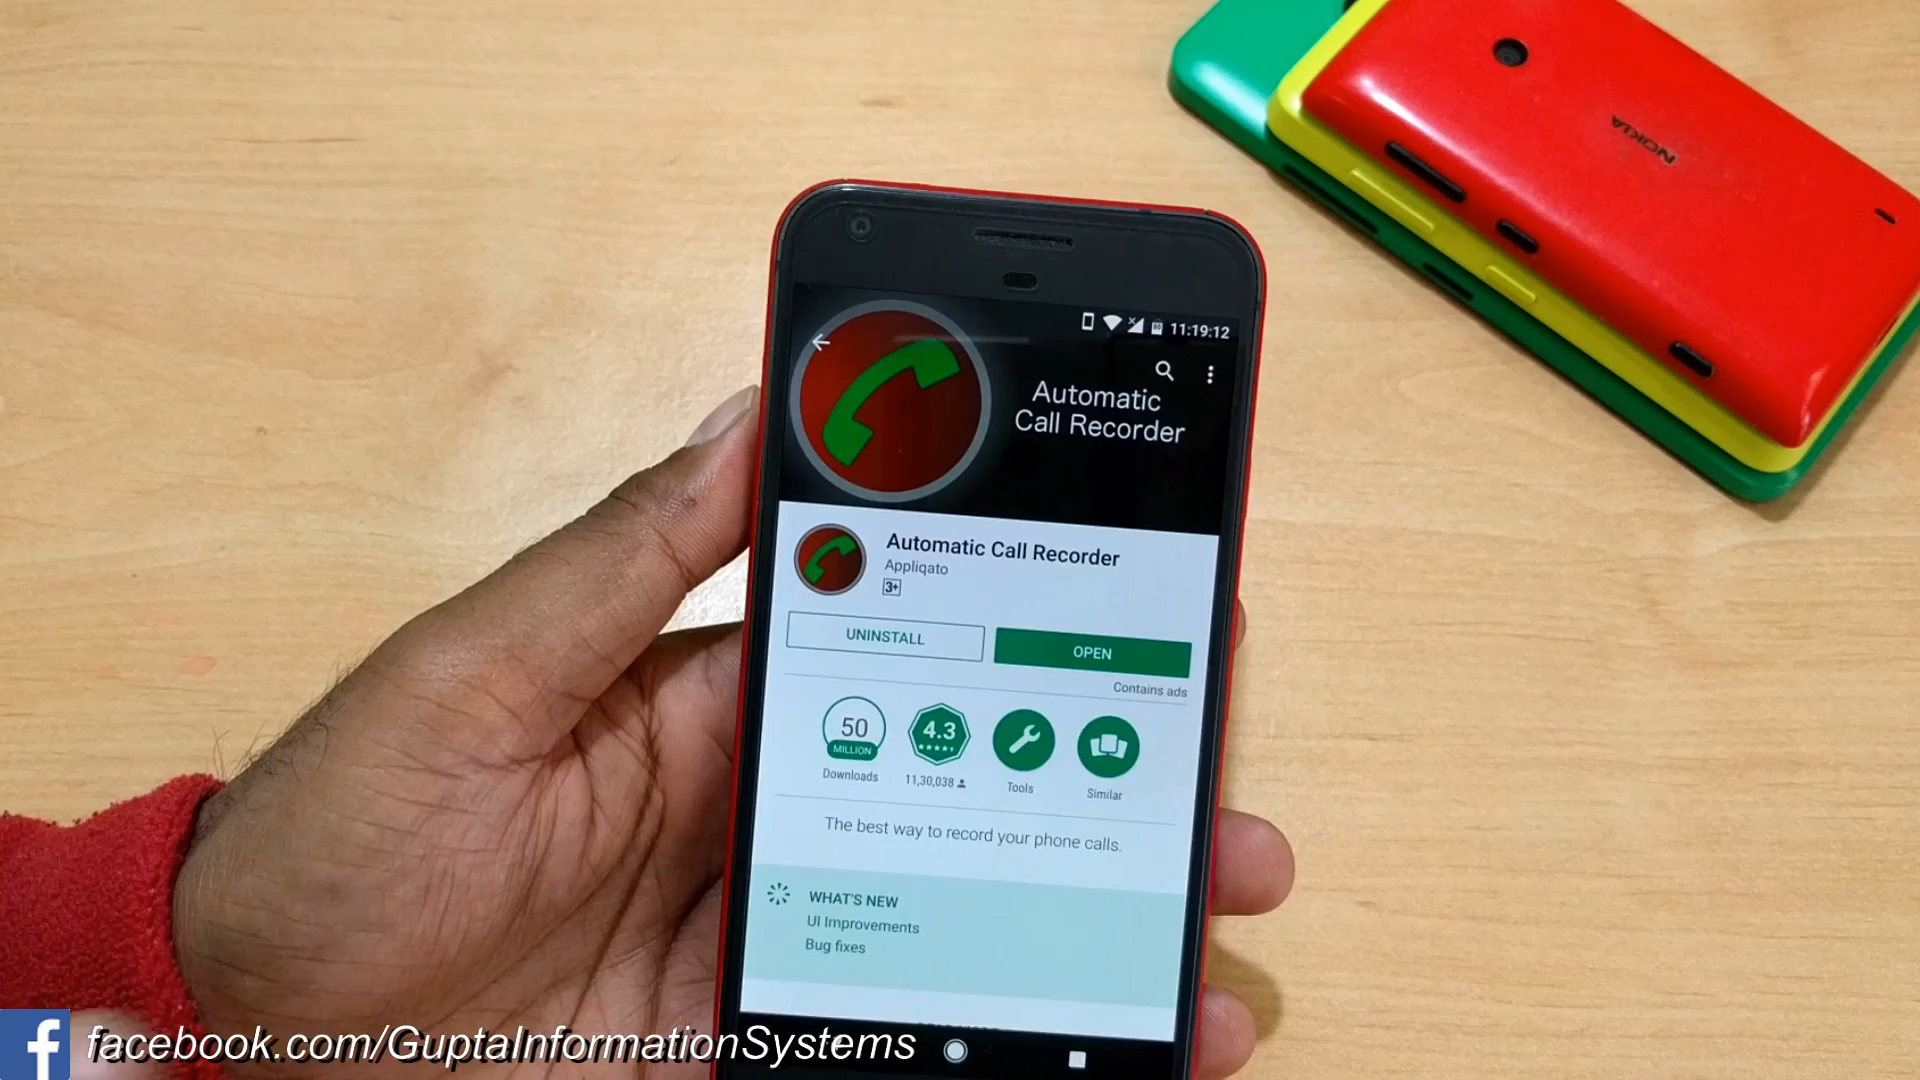 NOKIA
11:19:12
Automatic
Call Recorder
Automatic Call Recorder
Appliqato
3+
UNINSTALL
OPEN
Contains ads
50
MILLION
Downloads
4.3
11,30,038
Tools
Similar
The best way to record your phone calls.
WHAT'S NEW
UI Improvements
Bug fixes
facebook.com/GuptaInformationSystems